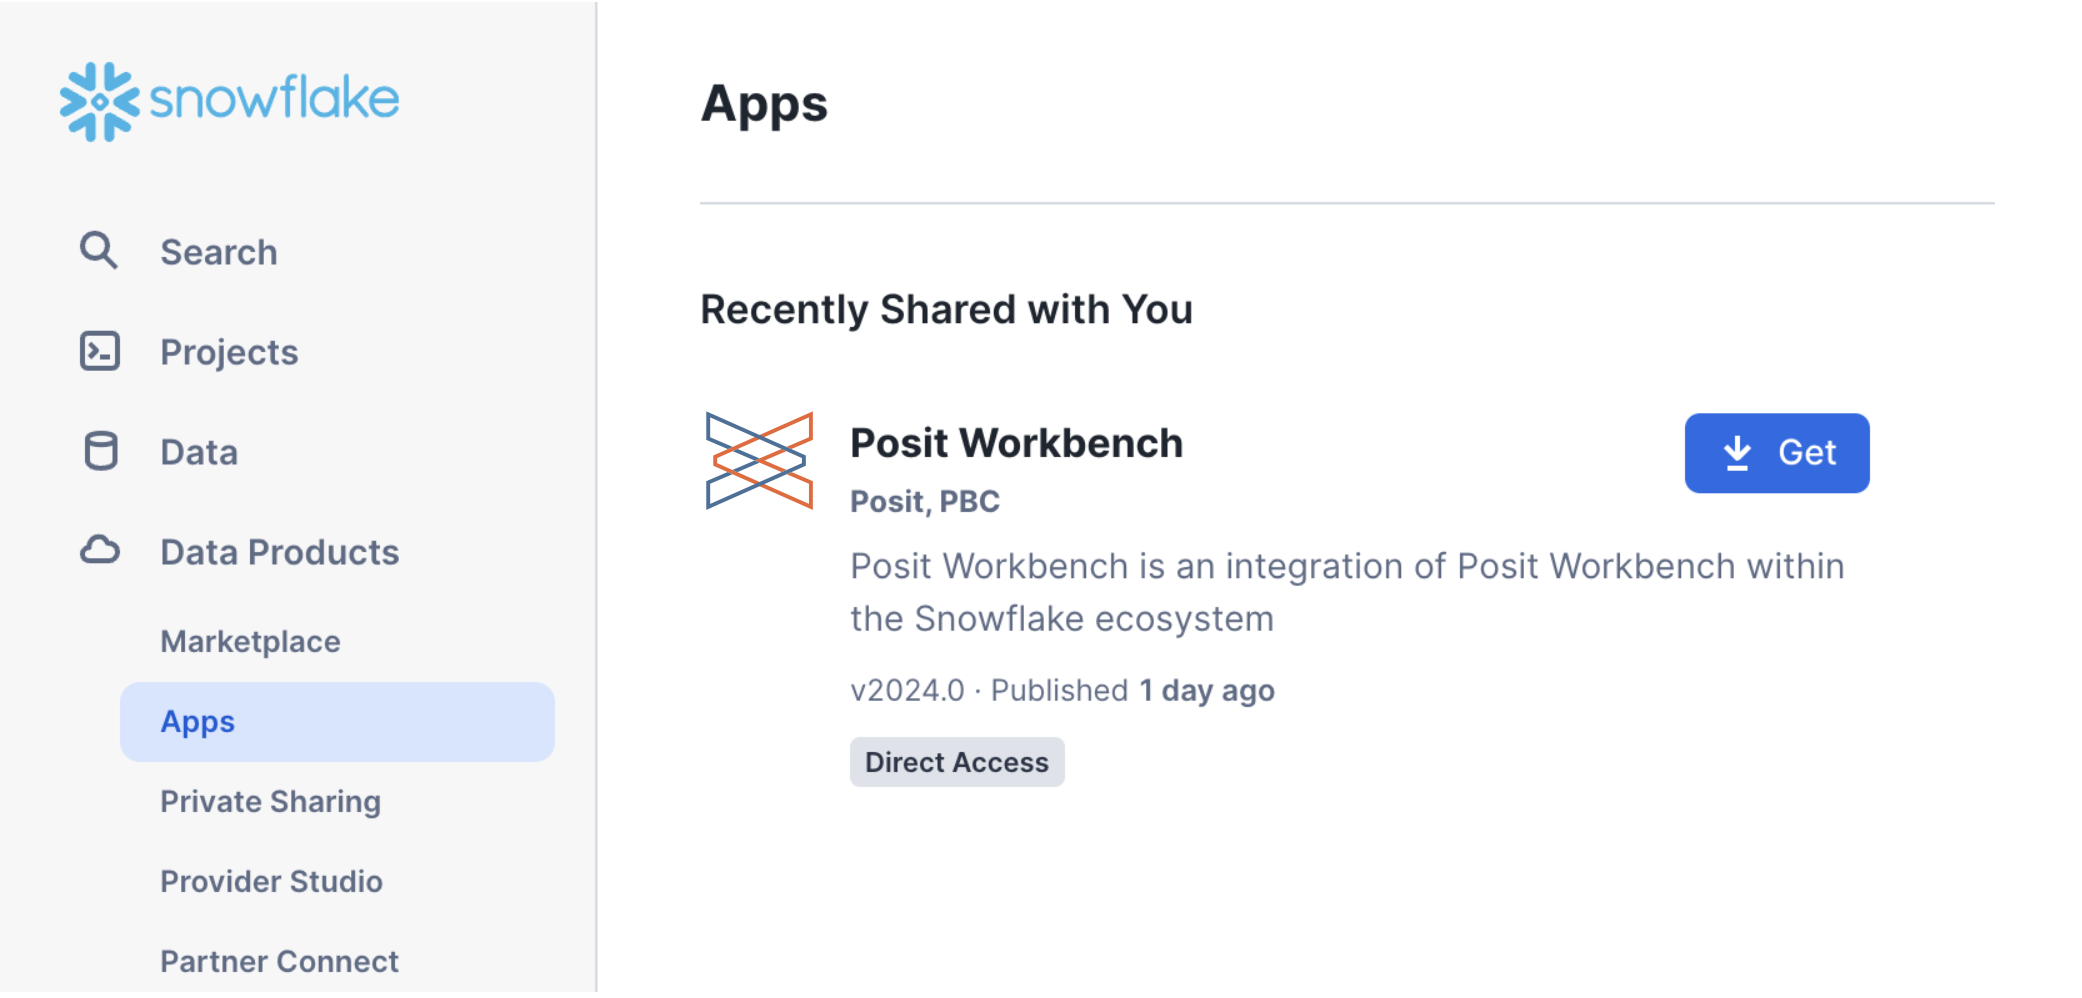 snowflake
Search
Projects
Data
Data Products
Marketplace
Apps
Private Sharing
Provider Studio
Partner Connect
Apps
Recently Shared with You
Posit Workbench
Get
Posit, PBC
Posit Workbench is an integration of Posit Workbench within
the Snowflake ecosystem
v2024.0 · Published 1 day ago
Direct Access